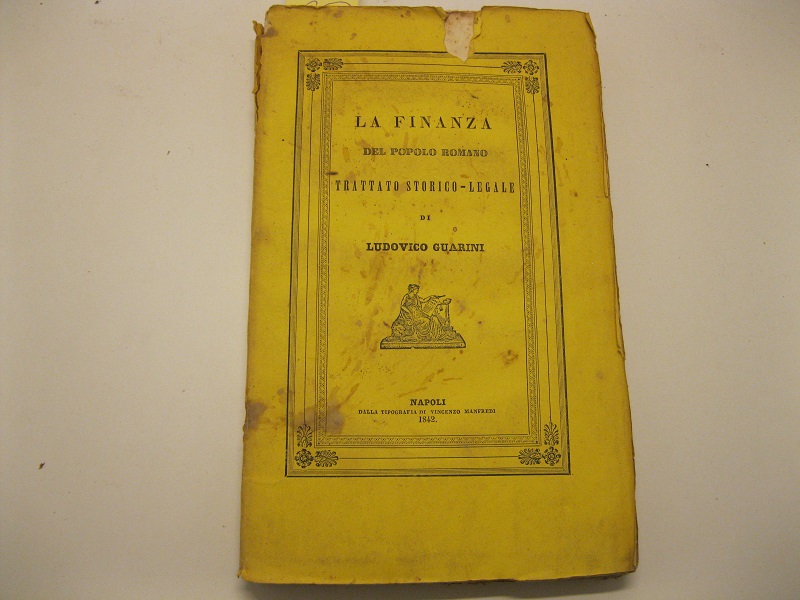 LA FINANZA
DEL POPOLO ROMANO
TRATTATO STORICO-LEGALE
DI
LUDOVICO GUARINI
NAPOLI
DALLA TIPOGRAFIA DI VINCENZO MANFREDI
1842.